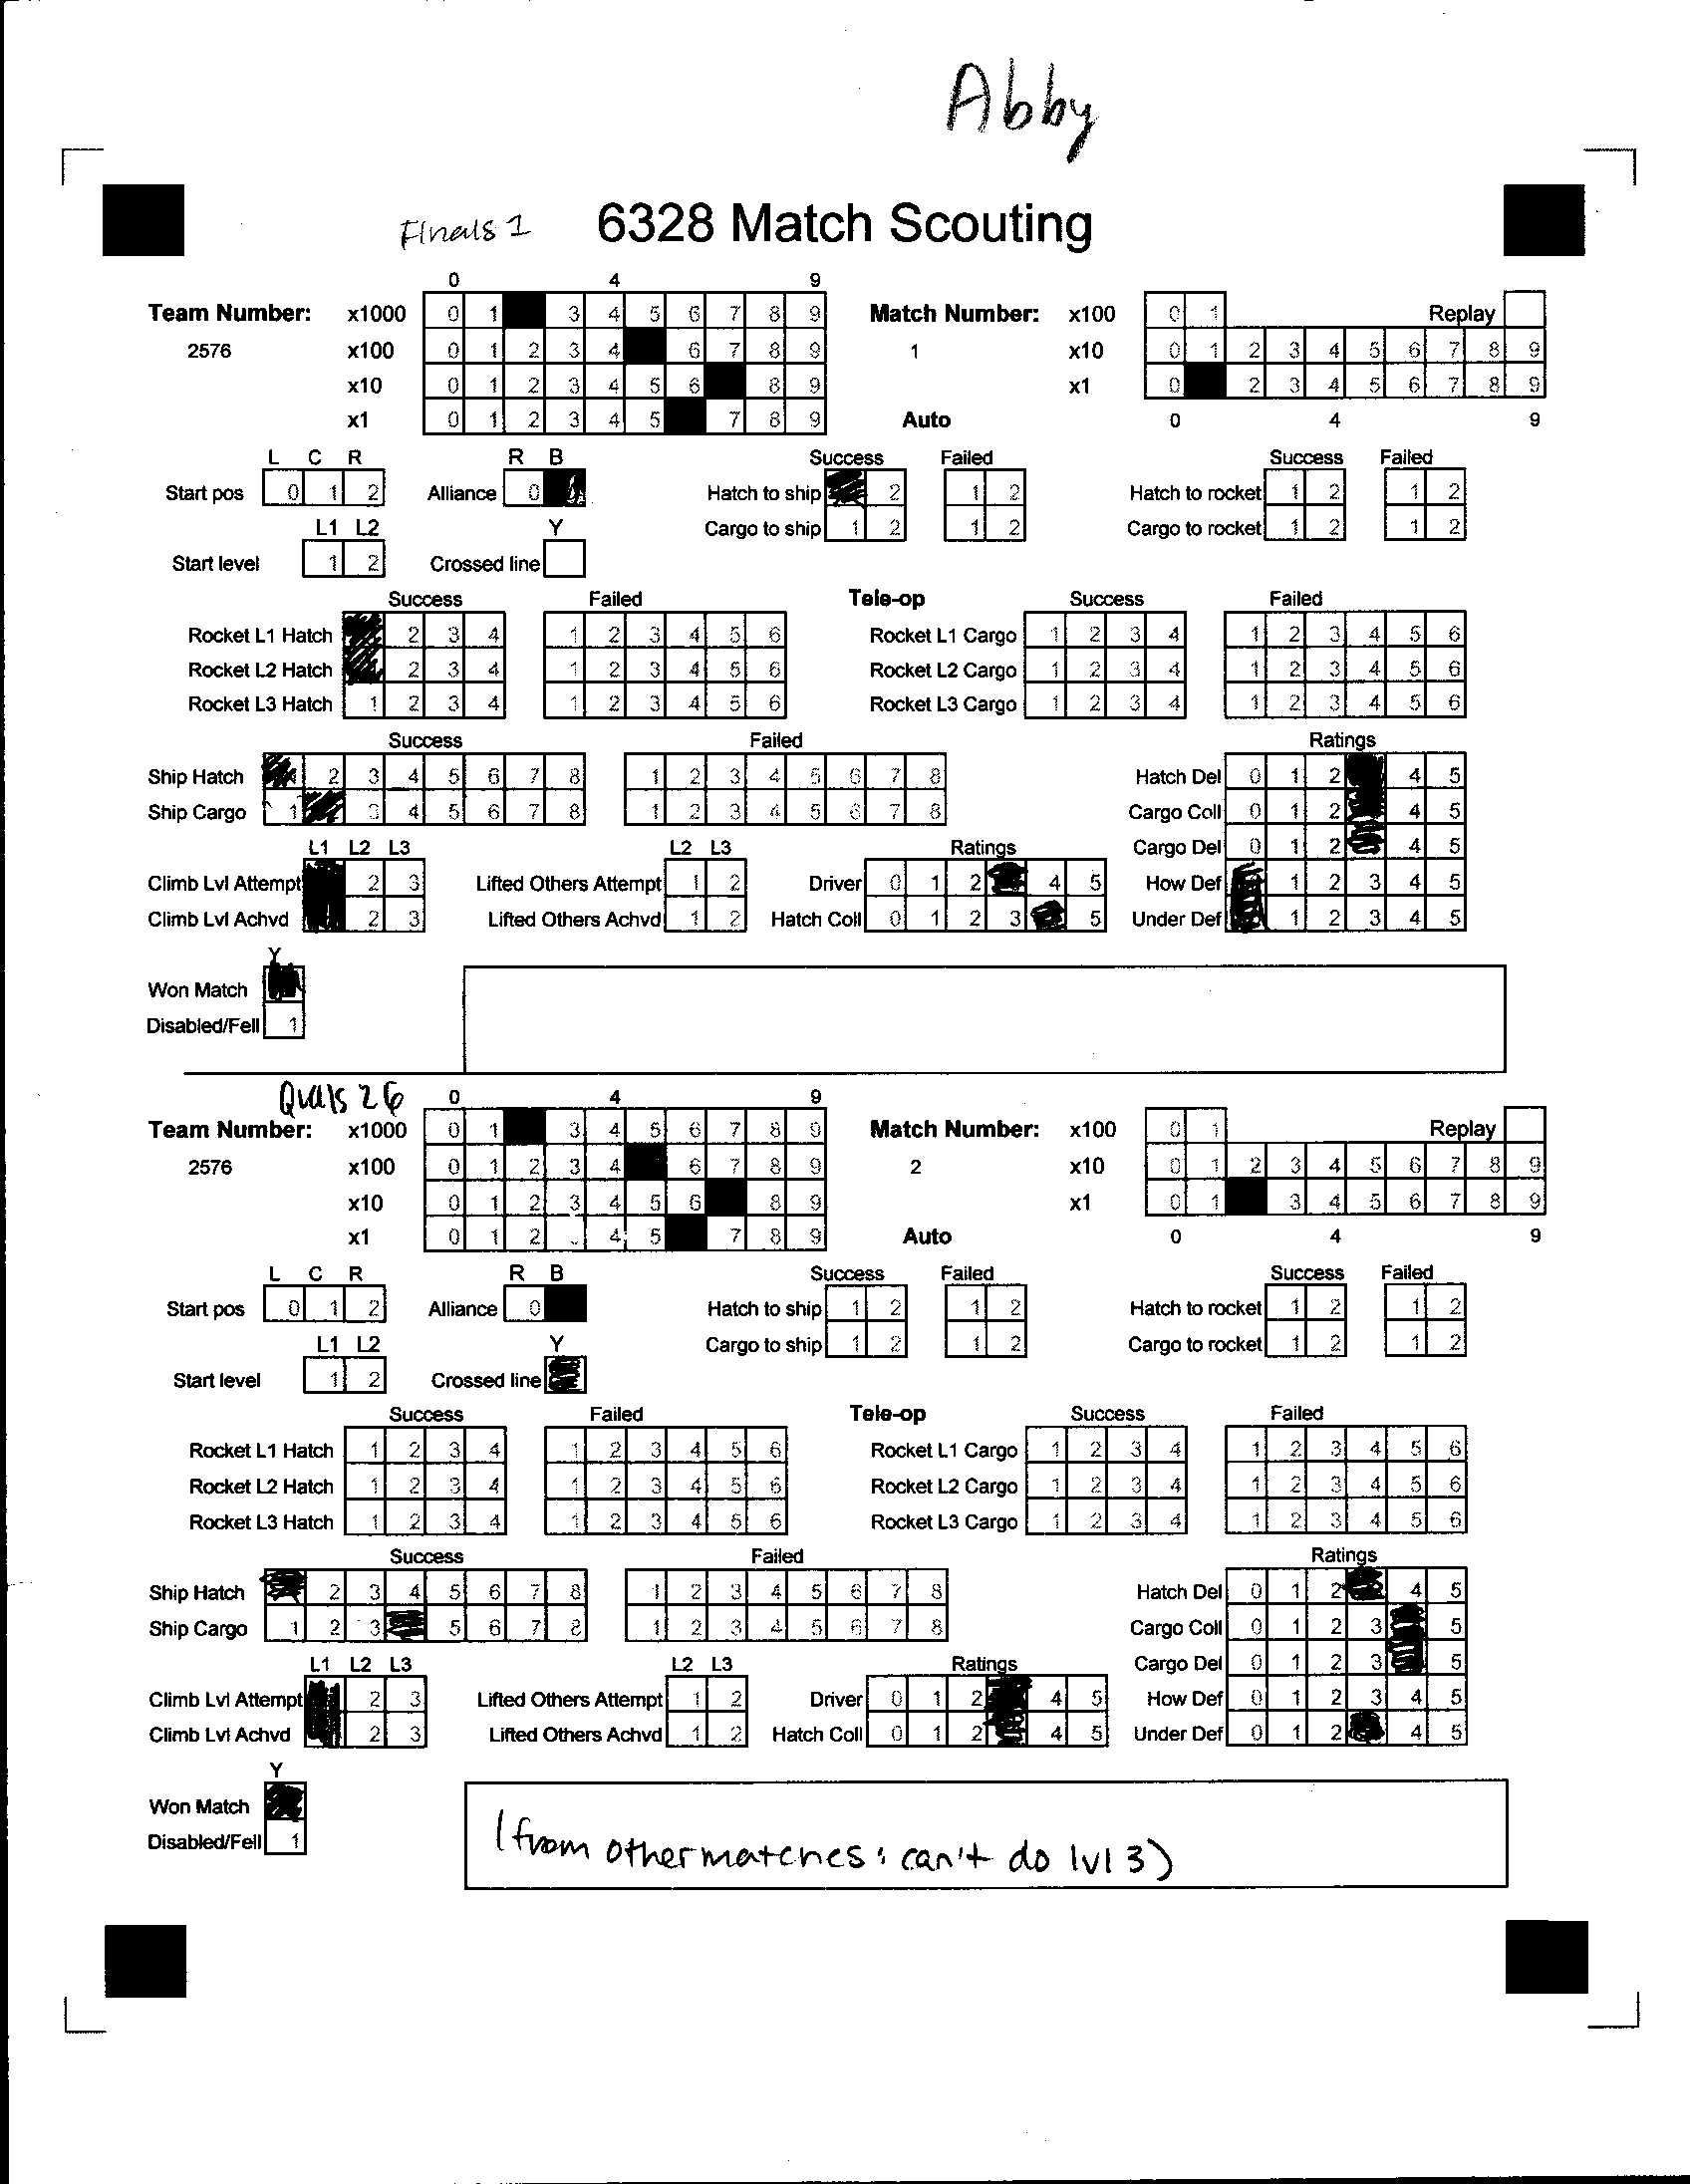 Abby
Finals 1 6328 Match Scouting
0 4 9
Team Number: x1000 0 1 3 4 5 6 7 8 9 Match Number: x100 0 1 Replay
2576 x100 0 1 2 3 4 6 7 8 9 1 x10 0 1 2 3 4 5 6 7 8 9
x10 0 1 2 3 4 5 6 8 9 x1 0 2 3 4 5 6 7 8 9
x1 0 1 2 3 4 5 7 8 9 Auto 0 4 9
L C R R B Success Failed Success Failed
Start pos 0 1 2 Alliance 0 Hatch to ship 2 1 2 Hatch to rocket 1 2 1 2
L1 L2 Y Cargo to ship 1 2 1 2 Cargo to rocket 1 2 1 2
Start level 1 2 Crossed line
Success Failed Tele-op Success Failed
Rocket L1 Hatch 2 3 4 1 2 3 4 5 6 Rocket L1 Cargo 1 2 3 4 1 2 3 4 5 6
Rocket L2 Hatch 2 3 4 1 2 3 4 5 6 Rocket L2 Cargo 1 2 3 4 1 2 3 4 5 6
Rocket L3 Hatch 1 2 3 4 1 2 3 4 5 6 Rocket L3 Cargo 1 2 3 4 1 2 3 4 5 6
Success Failed Ratings
Ship Hatch 2 3 4 5 6 7 8 1 2 3 4 5 6 7 8 Hatch Del 0 1 2 4 5
Ship Cargo 1 3 4 5 6 7 8 1 2 3 4 5 6 7 8 Cargo Coll 0 1 2 4 5
L1 L2 L3 L2 L3 Ratings Cargo Del 0 1 2 4 5
Climb Lvl Attempt 2 3 Lifted Others Attempt 1 2 Driver 0 1 2 4 5 How Def 1 2 3 4 5
Climb Lvl Achvd 2 3 Lifted Others Achvd 1 2 Hatch Coll 0 1 2 3 5 Under Def 1 2 3 4 5
Y
Won Match
Disabled/Fell 1
Quals 26 0 4 9
Team Number: x1000 0 1 3 4 5 6 7 8 9 Match Number: x100 0 1 Replay
2576 x100 0 1 2 3 4 6 7 8 9 2 x10 0 1 2 3 4 5 6 7 8 9
x10 0 1 2 3 4 5 6 8 9 x1 0 1 3 4 5 6 7 8 9
x1 0 1 2 4 5 7 8 9 Auto 0 4 9
L C R R B Success Failed Success Failed
Start pos 0 1 2 Alliance 0 Hatch to ship 1 2 1 2 Hatch to rocket 1 2 1 2
L1 L2 Y Cargo to ship 1 2 1 2 Cargo to rocket 1 2 1 2
Start level 1 2 Crossed line
Success Failed Tele-op Success Failed
Rocket L1 Hatch 1 2 3 4 1 2 3 4 5 6 Rocket L1 Cargo 1 2 3 4 1 2 3 4 5 6
Rocket L2 Hatch 1 2 3 4 1 2 3 4 5 6 Rocket L2 Cargo 1 2 3 4 1 2 3 4 5 6
Rocket L3 Hatch 1 2 3 4 1 2 3 4 5 6 Rocket L3 Cargo 1 2 3 4 1 2 3 4 5 6
Success Failed Ratings
Ship Hatch 2 3 4 5 6 7 8 1 2 3 4 5 6 7 8 Hatch Del 0 1 2 4 5
Ship Cargo 1 2 3 5 6 7 8 1 2 3 4 5 6 7 8 Cargo Coll 0 1 2 3 5
L1 L2 L3 L2 L3 Ratings Cargo Del 0 1 2 3 5
Climb Lvl Attempt 2 3 Lifted Others Attempt 1 2 Driver 0 1 2 4 5 How Def 0 1 2 3 4 5
Climb Lvl Achvd 2 3 Lifted Others Achvd 1 2 Hatch Coll 0 1 2 4 5 Under Def 0 1 2 4 5
Y
Won Match
Disabled/Fell 1
(from other matches: can't do lvl 3)